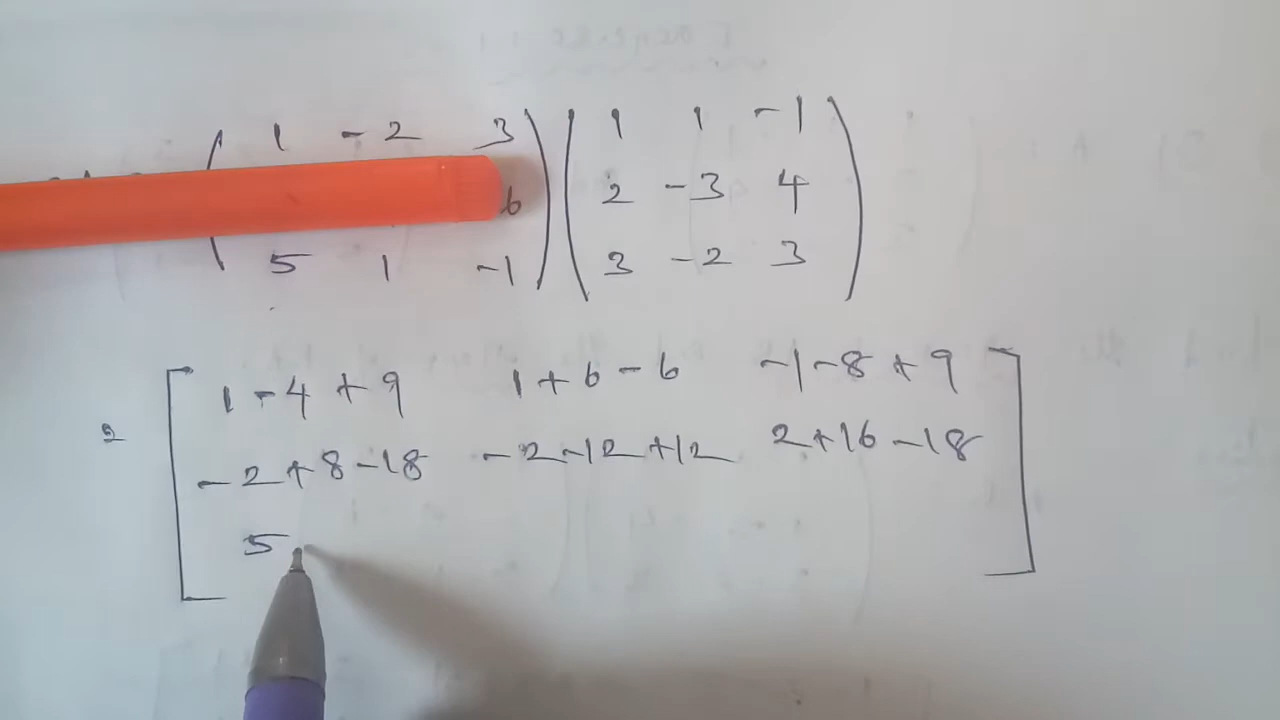 1 -2 3 1 1 -1
6 2 -3 4
5 1 -1 3 -2 3
1-4+9 1+6-6 -1-8+9
= -2+8-18 -2-12+12 2+16-18
5